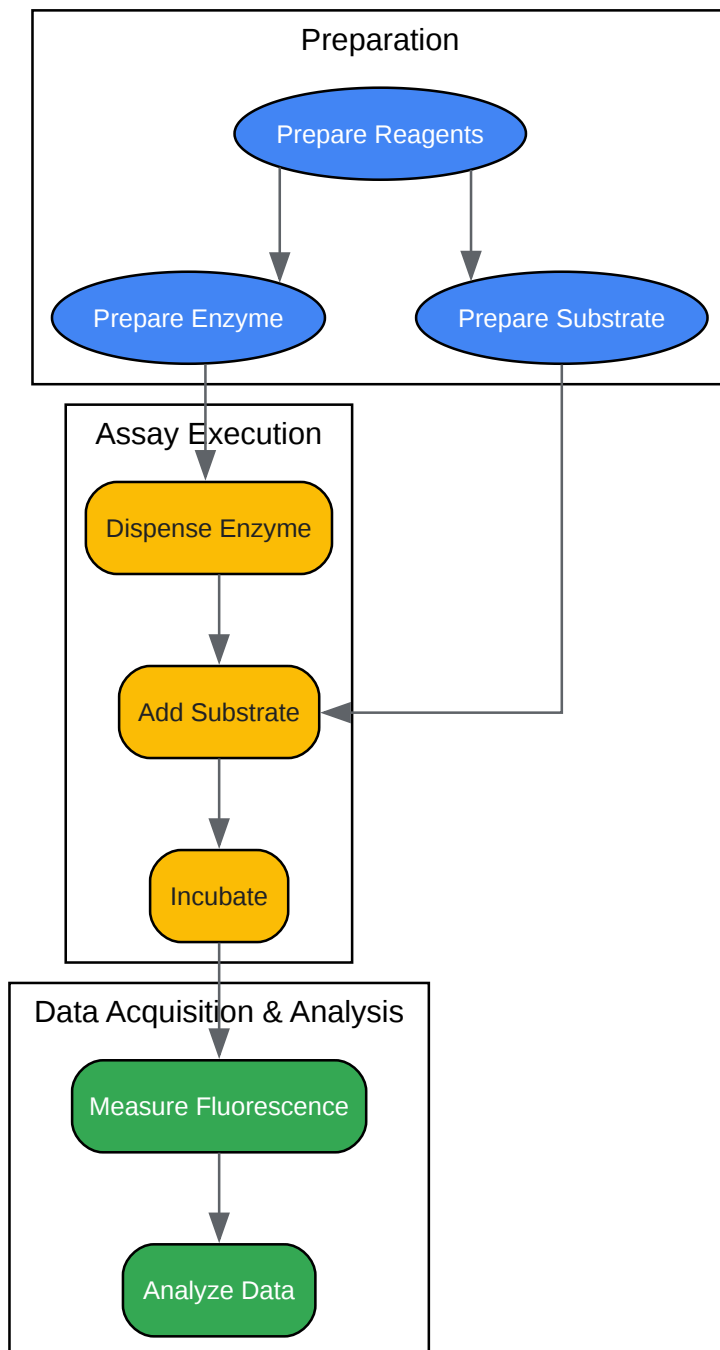 Preparation
Prepare Reagents
Prepare Enzyme
Prepare Substrate
Assay Execution
Dispense Enzyme
Add Substrate
Incubate
Data Acquisition & Analysis
Measure Fluorescence
Analyze Data